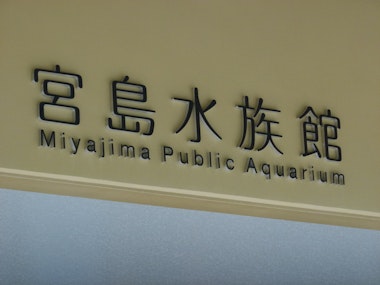 宮島水族館
Miyajima Public Aquarium